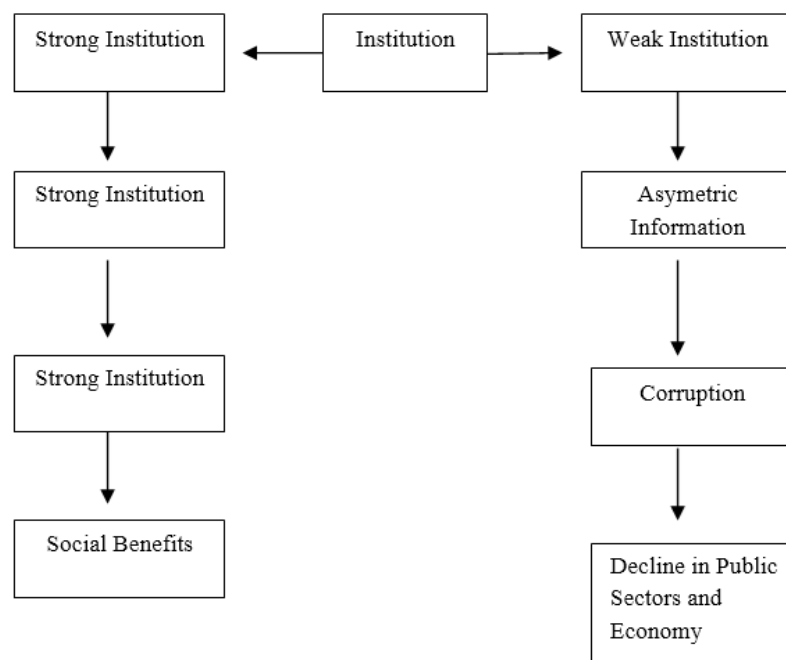 Strong Institution
Institution
Weak Institution
Strong Institution
Asymetric
Information
Strong Institution
Corruption
Social Benefits
Decline in Public
Sectors and
Economy